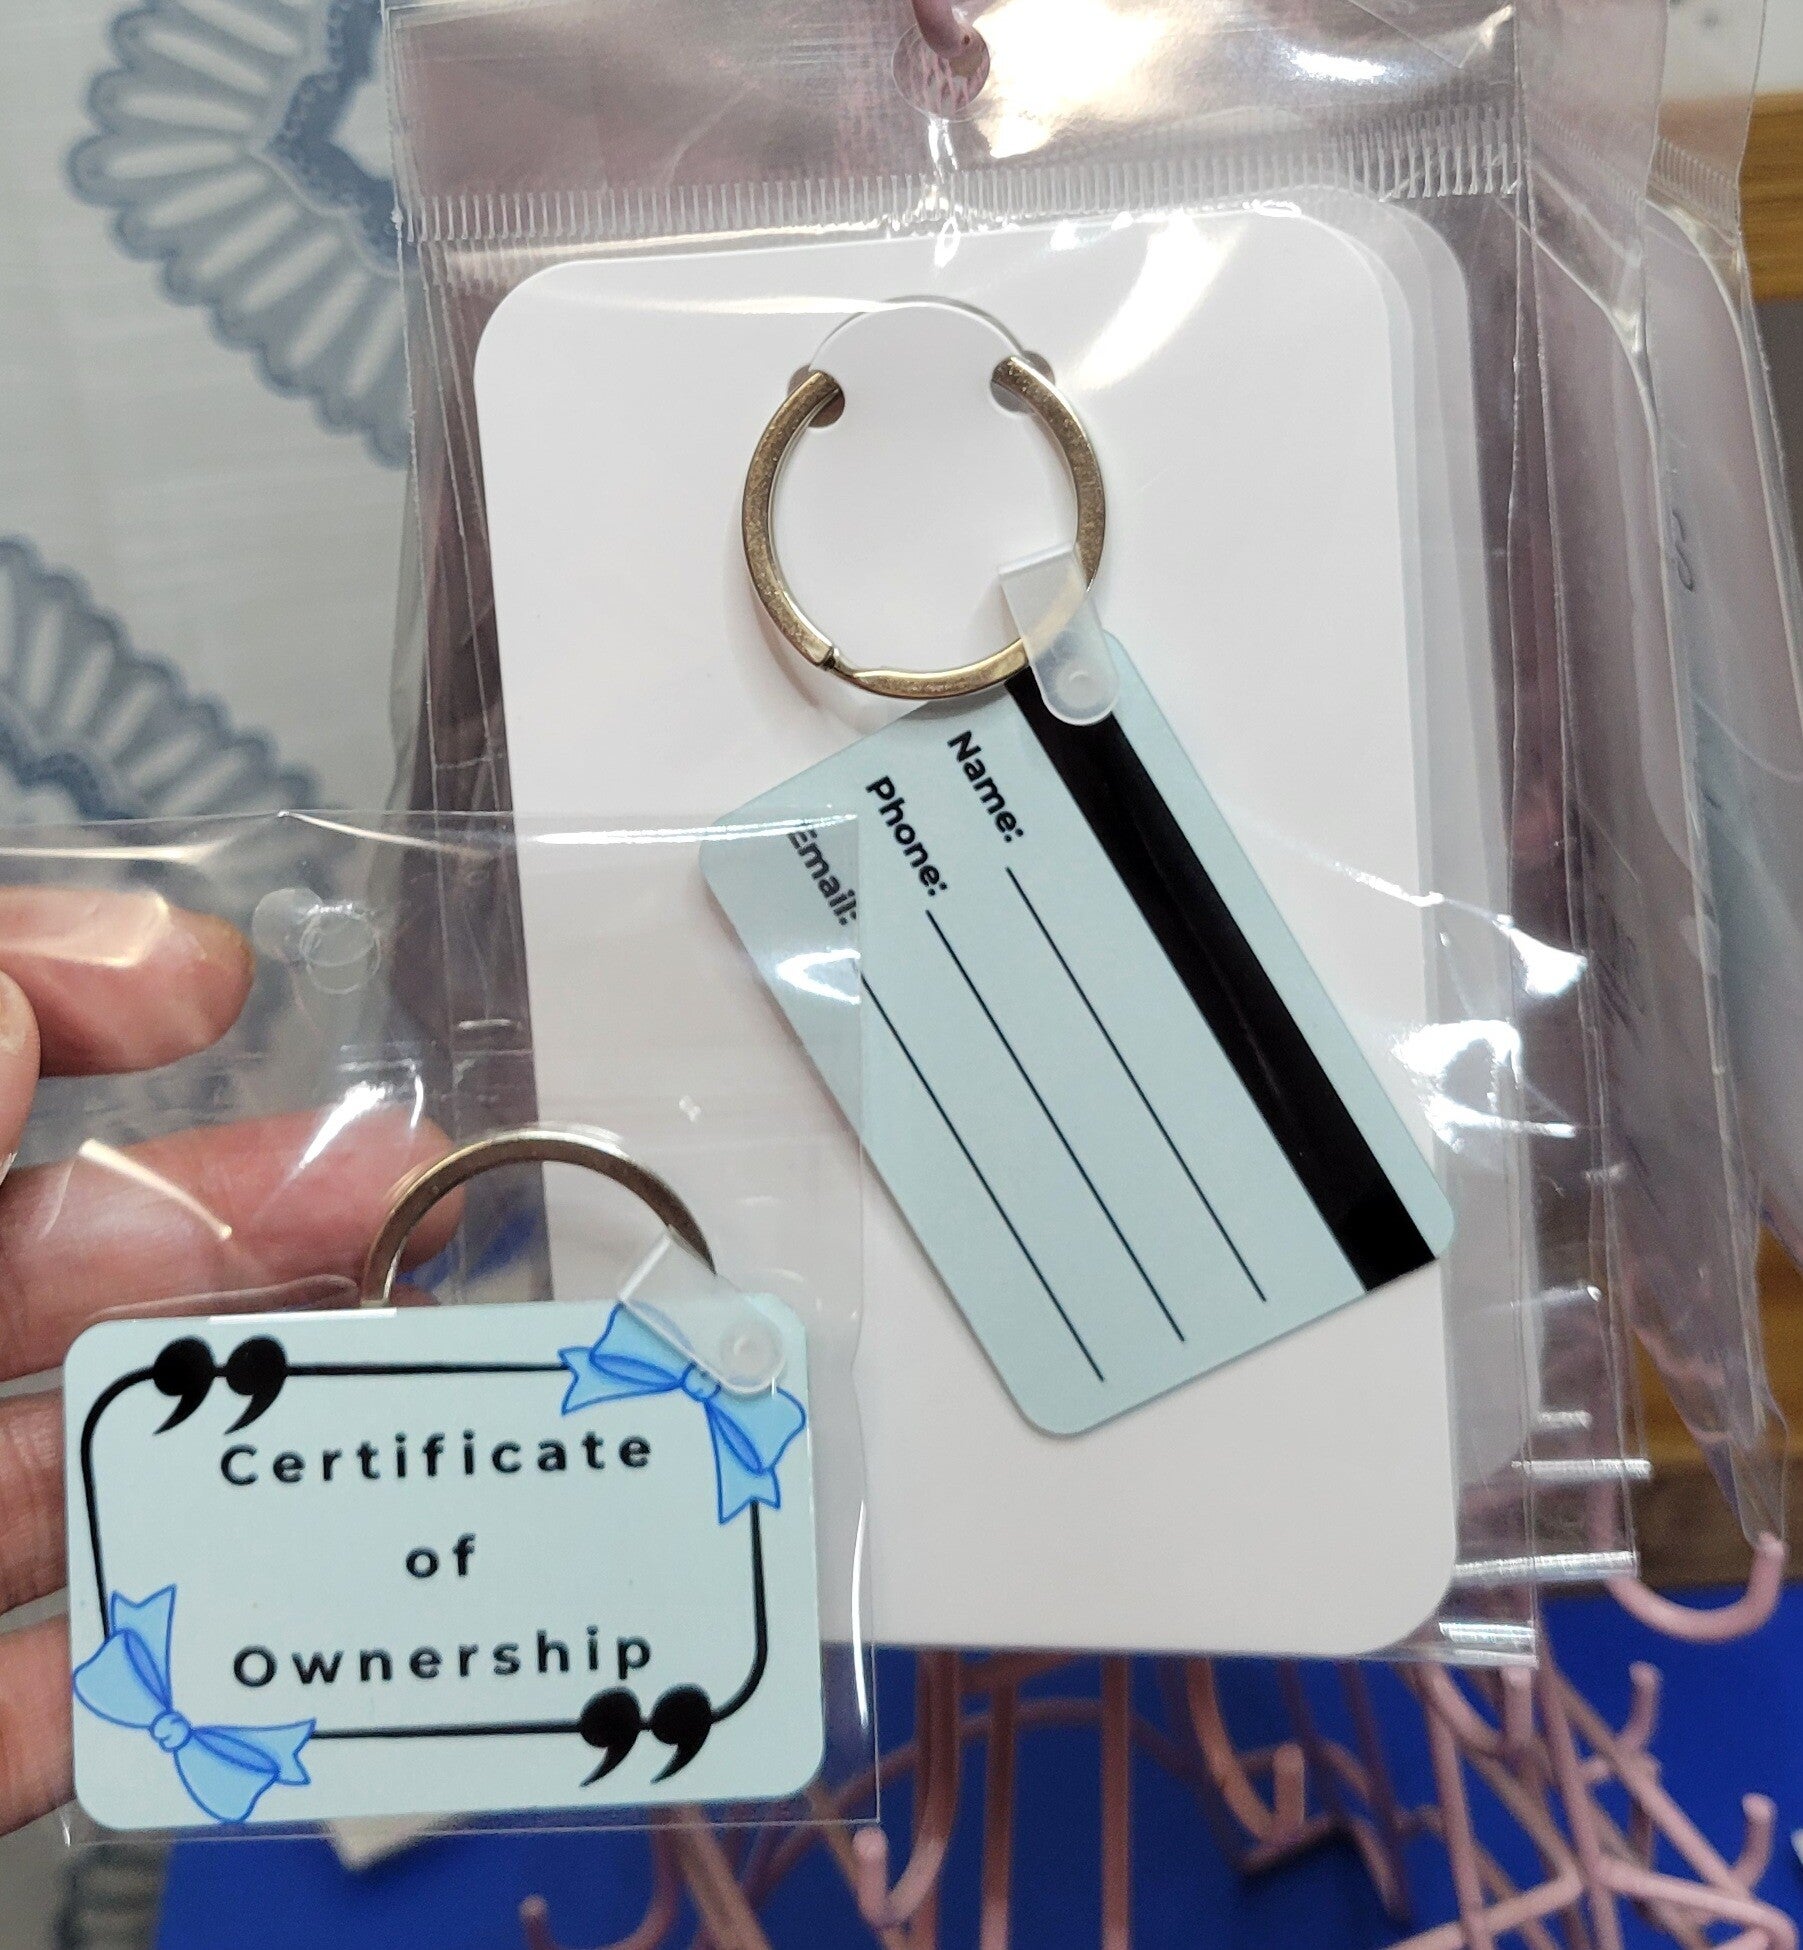 Name:
Phone:
Email:
Certificate
of
Ownership